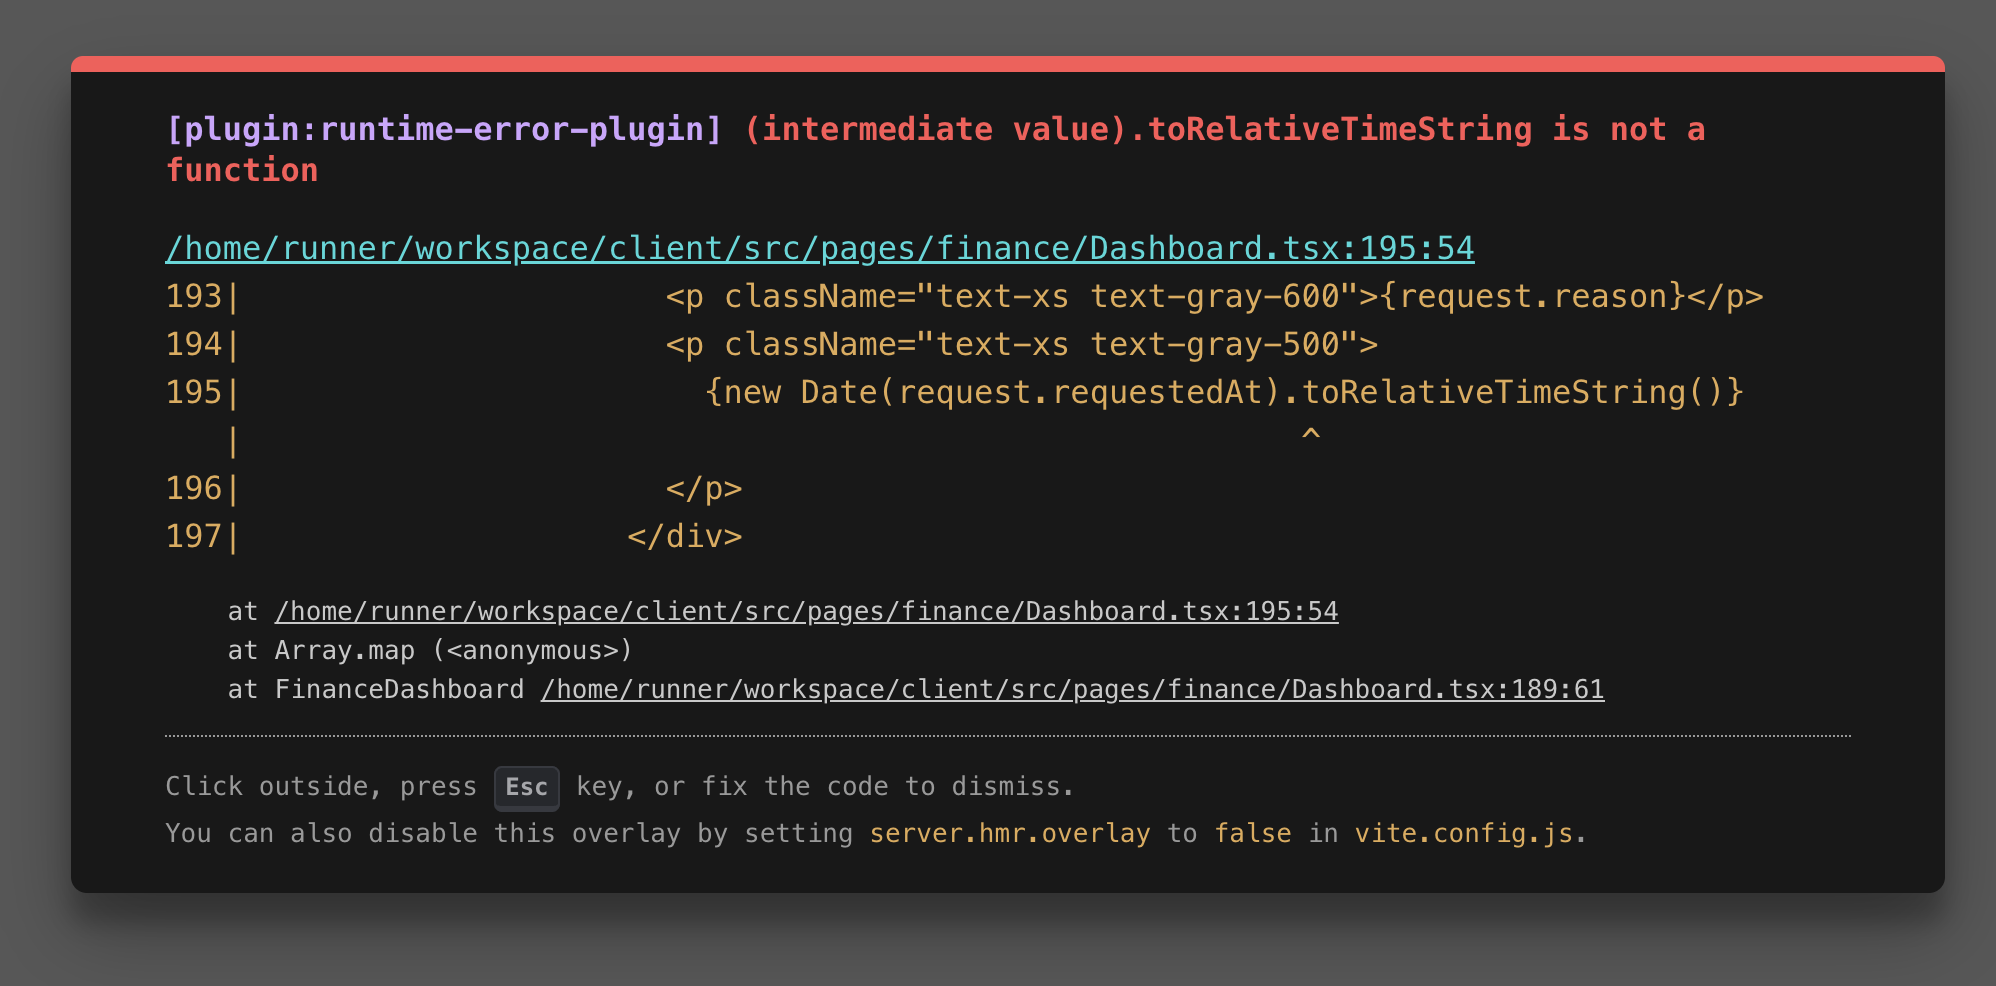 [plugin:runtime-error-plugin] (intermediate value).toRelativeTimeString is not a
function
/home/runner/workspace/client/src/pages/finance/Dashboard.tsx:195:54
193|                      <p className="text-xs text-gray-600">{request.reason}</p>
194|                      <p className="text-xs text-gray-500">
195|                        {new Date(request.requestedAt).toRelativeTimeString()}
   |                                                       ^
196|                      </p>
197|                    </div>
    at /home/runner/workspace/client/src/pages/finance/Dashboard.tsx:195:54
    at Array.map (<anonymous>)
    at FinanceDashboard /home/runner/workspace/client/src/pages/finance/Dashboard.tsx:189:61
Click outside, press Esc key, or fix the code to dismiss.
You can also disable this overlay by setting server.hmr.overlay to false in vite.config.js.